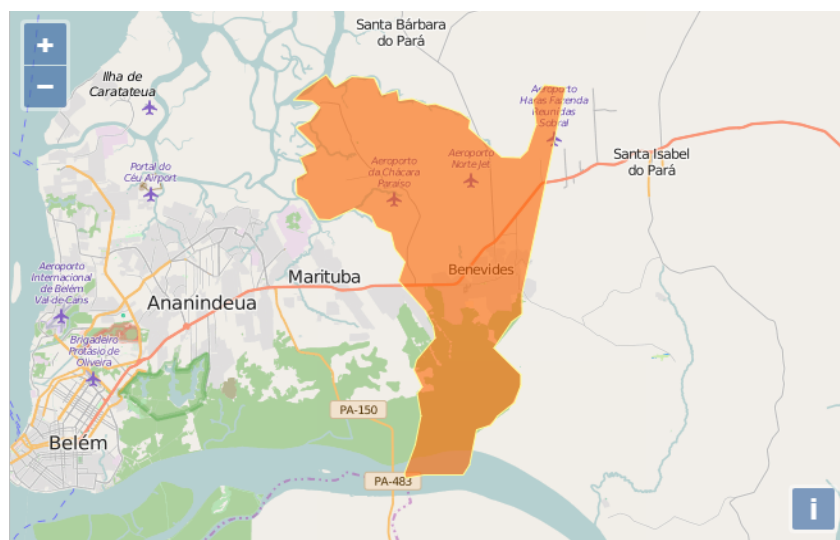 Santa Bárbara
do Pará
+
−
Ilha de
Caratateua
Aeroporto
Haras Fazenda
Reunidas
Sobral
Portal do
Céu Airport
Aeroporto
da Chácara
Paraíso
Aeroporto
Norte Jet
Santa Isabel
do Pará
Aeroporto
Internacional
de Belém
Val-de-Cans
Marituba
Benevides
Ananindeua
Brigadeiro
Protásio de
Oliveira
PA-150
Belém
PA-483
i